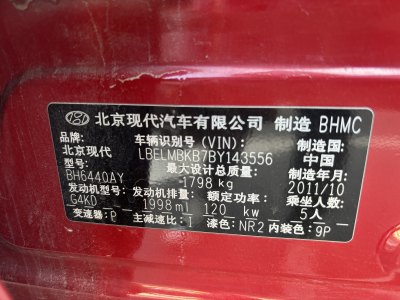 北京现代汽车有限公司 制造 BHMC
品牌: 车辆识别号(VIN): 制造国:
北京现代 LBELMBKB7BY143556 中国
型号: 最大设计总质量: 制造年月:
BH6440AY 1798 kg 2011/10
发动机型号: 发动机排量: 额定功率: 乘坐人数:
G4KD 1998 ml 120 kw 5人
变速器: P 主减速比: I 漆色: NR2 内装色: 9P